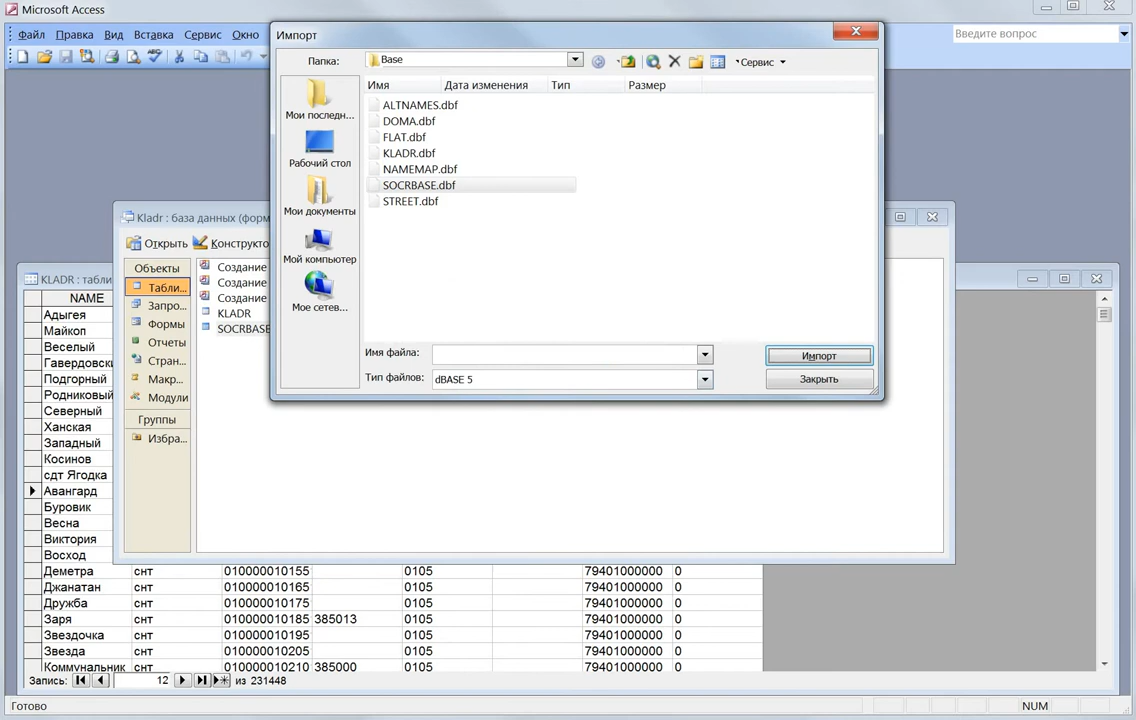 Microsoft Access
Файл Правка Вид Вставка Сервис Окно
Введите вопрос
Импорт
Папка: Base
Сервис
Имя Дата изменения Тип Размер
ALTNAMES.dbf
DOMA.dbf
FLAT.dbf
KLADR.dbf
NAMEMAP.dbf
SOCRBASE.dbf
STREET.dbf
Мои последн...
Рабочий стол
Мои документы
Мой компьютер
Мое сетев...
Имя файла:
Импорт
Тип файлов: dBASE 5
Закрыть
Kladr : база данных (форм
Открыть Конструкто
Объекты
Табли...
Запро...
Формы
Отчеты
Стран...
Макр...
Модули
Группы
Избра...
Создание
Создание
Создание
KLADR
SOCRBASE
KLADR : табли
NAME
Адыгея
Майкоп
Веселый
Гавердовски
Подгорный
Родниковый
Северный
Ханская
Западный
Косинов
сдт Ягодка
Авангард
Буровик
Весна
Виктория
Восход
Деметра снт 010000010155 0105 79401000000 0
Джанатан снт 010000010165 0105 79401000000 0
Дружба снт 010000010175 0105 79401000000 0
Заря снт 010000010185 385013 0105 79401000000 0
Звездочка снт 010000010195 0105 79401000000 0
Звезда снт 010000010205 0105 79401000000 0
Коммунальник снт 010000010210 385000 0105 79401000000 0
Запись: 12 из 231448
Готово
NUM